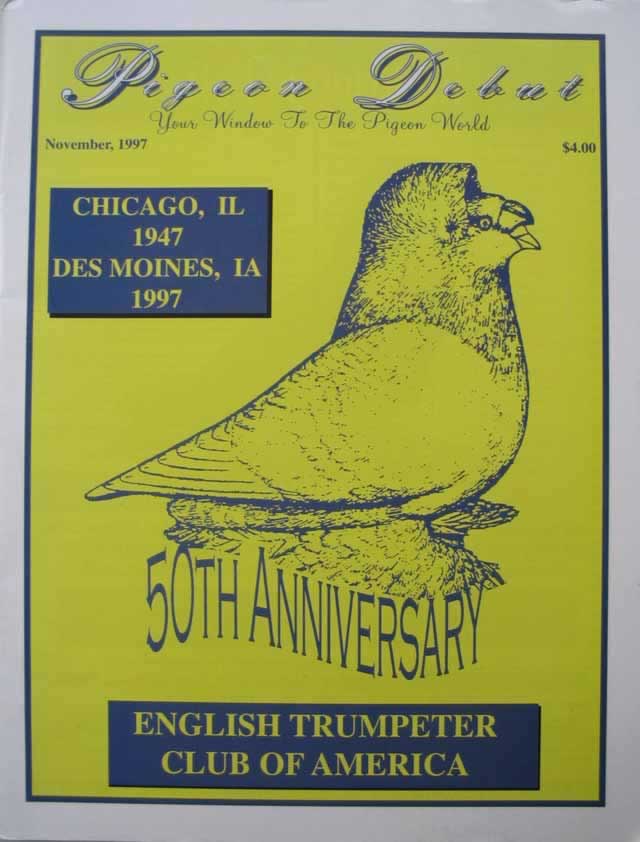 Pigeon Debut
Your Window To The Pigeon World
November, 1997 $4.00
CHICAGO, IL
1947
DES MOINES, IA
1997
50TH ANNIVERSARY
ENGLISH TRUMPETER
CLUB OF AMERICA